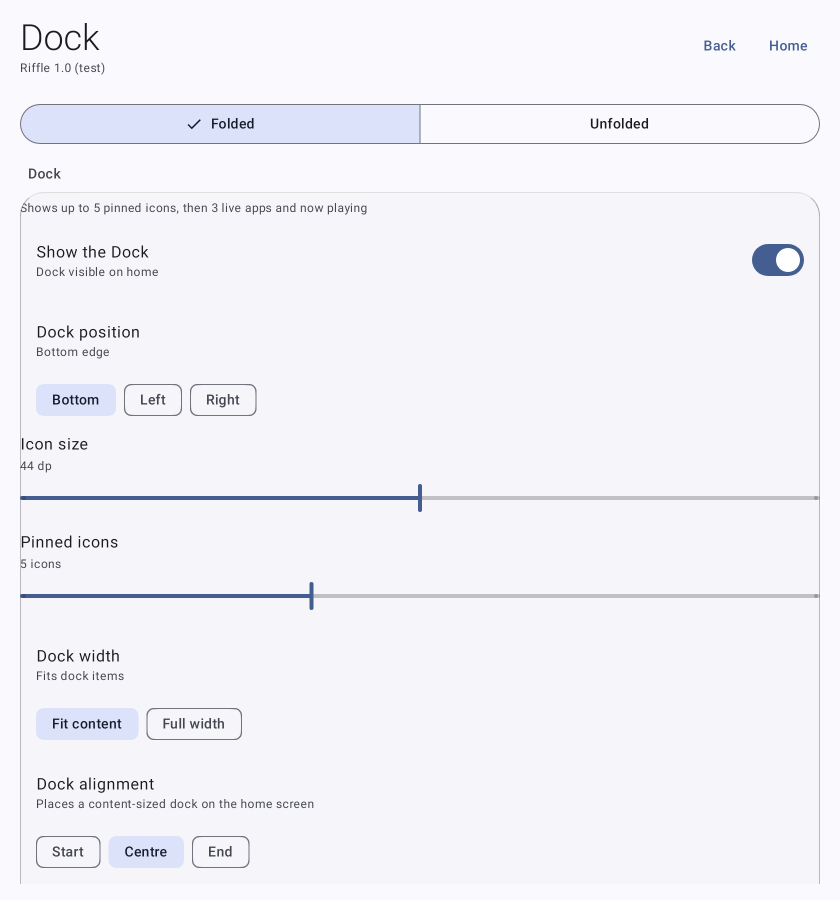 Dock
Riffle 1.0 (test)
Back
Home
Folded
Unfolded
Dock
Shows up to 5 pinned icons, then 3 live apps and now playing
Show the Dock
Dock visible on home
Dock position
Bottom edge
Bottom
Left
Right
Icon size
44 dp
Pinned icons
5 icons
Dock width
Fits dock items
Fit content
Full width
Dock alignment
Places a content-sized dock on the home screen
Start
Centre
End